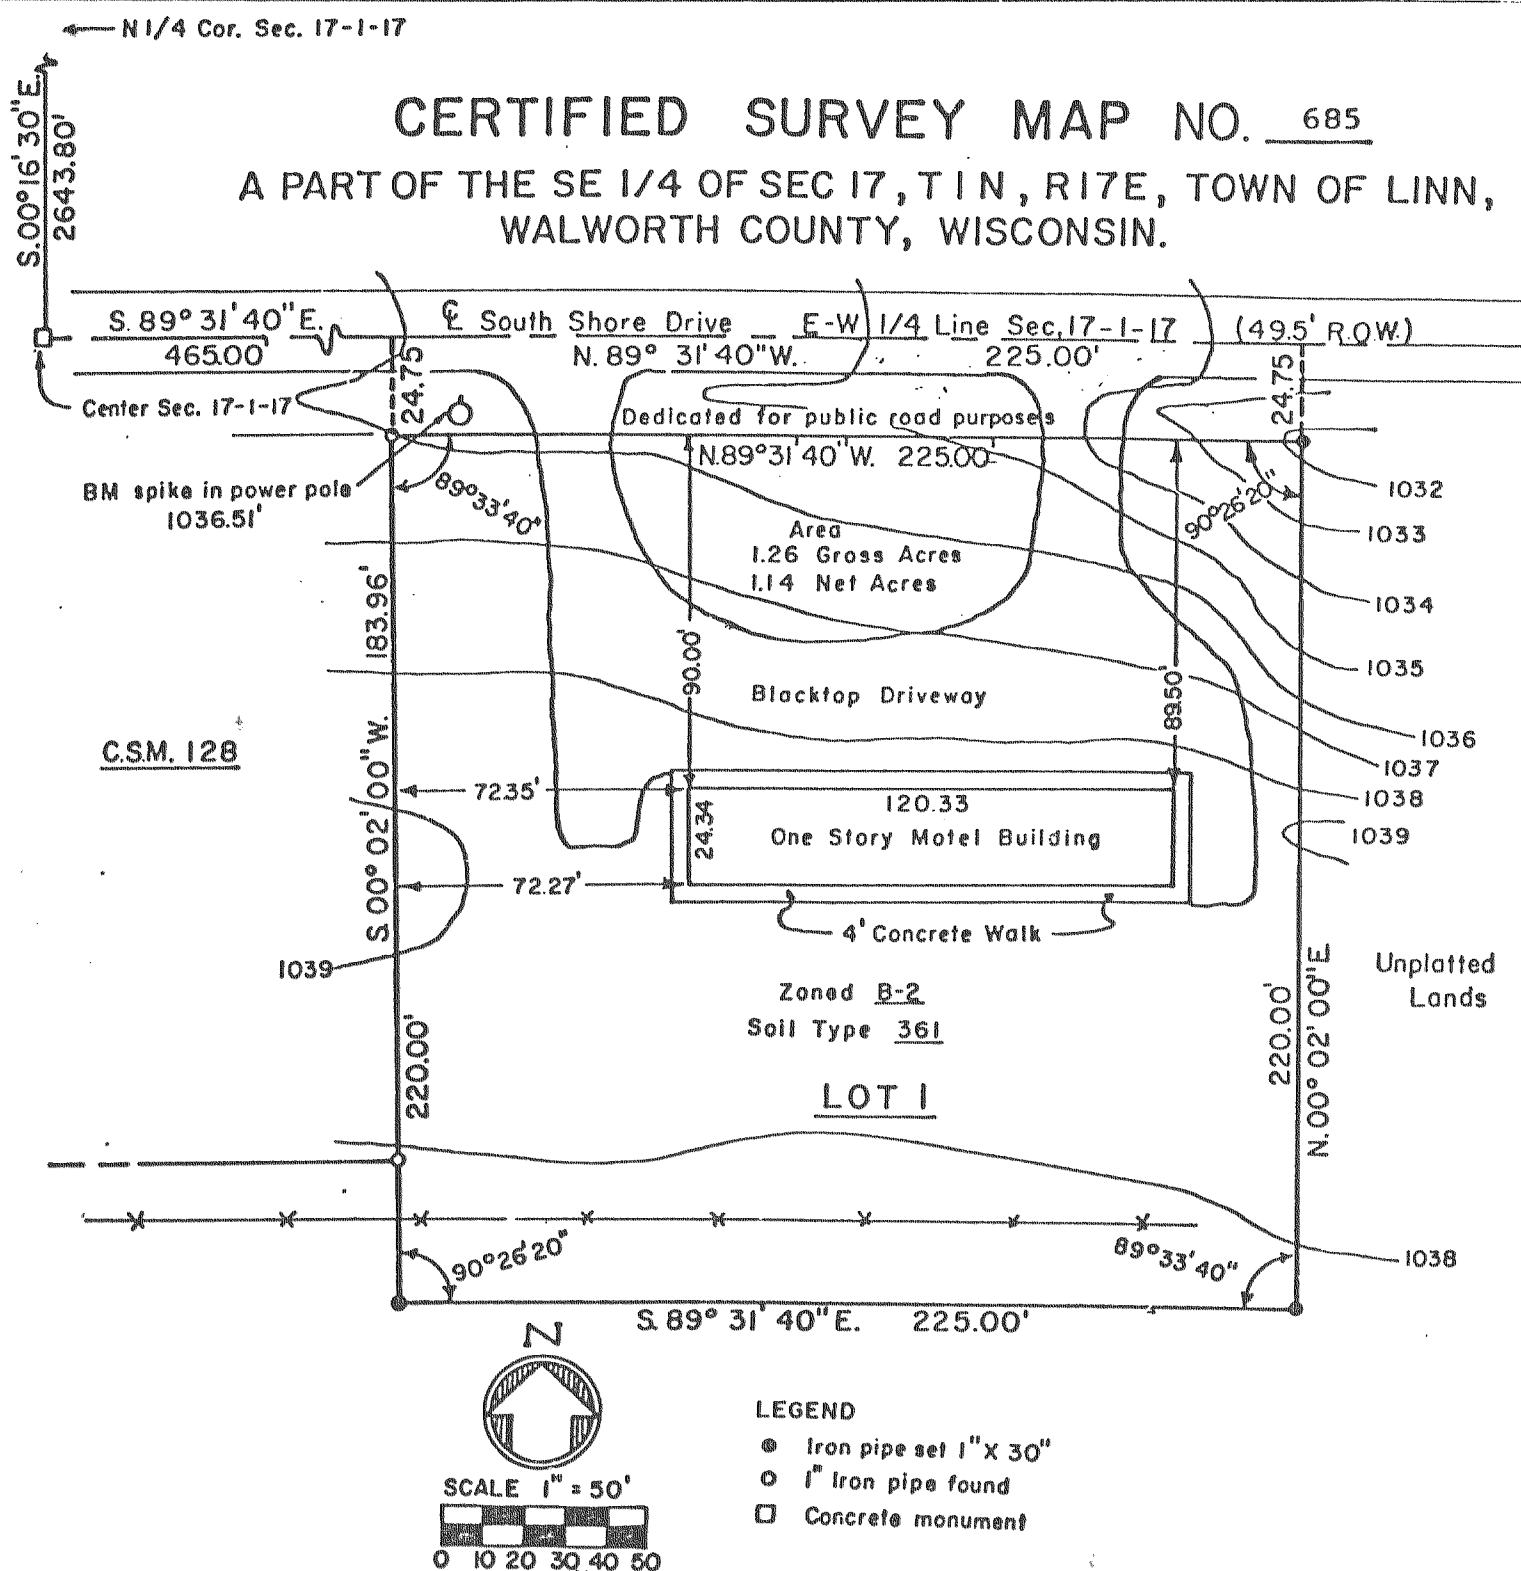 N 1/4 Cor. Sec. 17-1-17
S.00°16'30"E.
2643.80'
CERTIFIED SURVEY MAP NO. 685
A PART OF THE SE 1/4 OF SEC 17, T 1 N, R17E, TOWN OF LINN,
WALWORTH COUNTY, WISCONSIN.
S. 89° 31' 40" E.
465.00'
℄ South Shore Drive
E-W 1/4 Line Sec. 17-1-17
(49.5' R.O.W.)
N. 89° 31' 40" W.
225.00'
Center Sec. 17-1-17
24.75
24.75
Dedicated for public road purposes
N.89°31'40"W. 225.00'
BM spike in power pole
1036.51'
89°33'40"
90°26'20"
Area
1.26 Gross Acres
1.14 Net Acres
1032
1033
1034
1035
1036
1037
1038
1039
183.96'
90.00'
89.50'
Blacktop Driveway
C.S.M. 128
S. 00° 02' 00" W.
72.35'
120.33
24.34
One Story Motel Building
72.27'
4' Concrete Walk
1039
Unplatted
Lands
Zoned B-2
Soil Type 361
220.00'
220.00'
N. 00° 02' 00" E
LOT 1
90°26'20"
89°33'40"
1038
S. 89° 31' 40" E. 225.00'
N
SCALE 1" = 50'
0 10 20 30 40 50
LEGEND
Iron pipe set 1" X 30"
1" Iron pipe found
Concrete monument